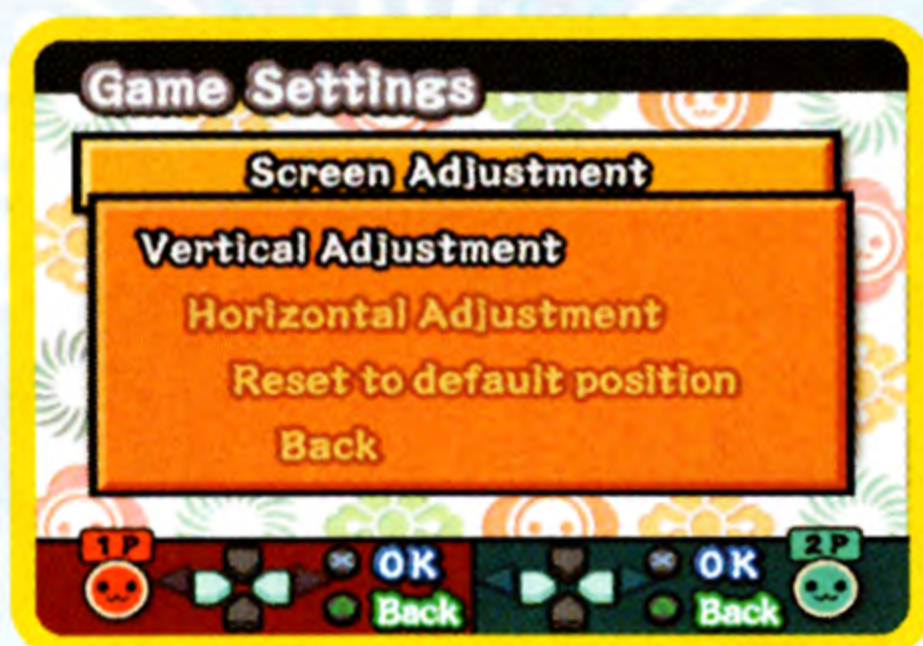 Game Settings
Screen Adjustment
Vertical Adjustment
Horizontal Adjustment
Reset to default position
Back
1P
OK
Back
OK
Back
2P